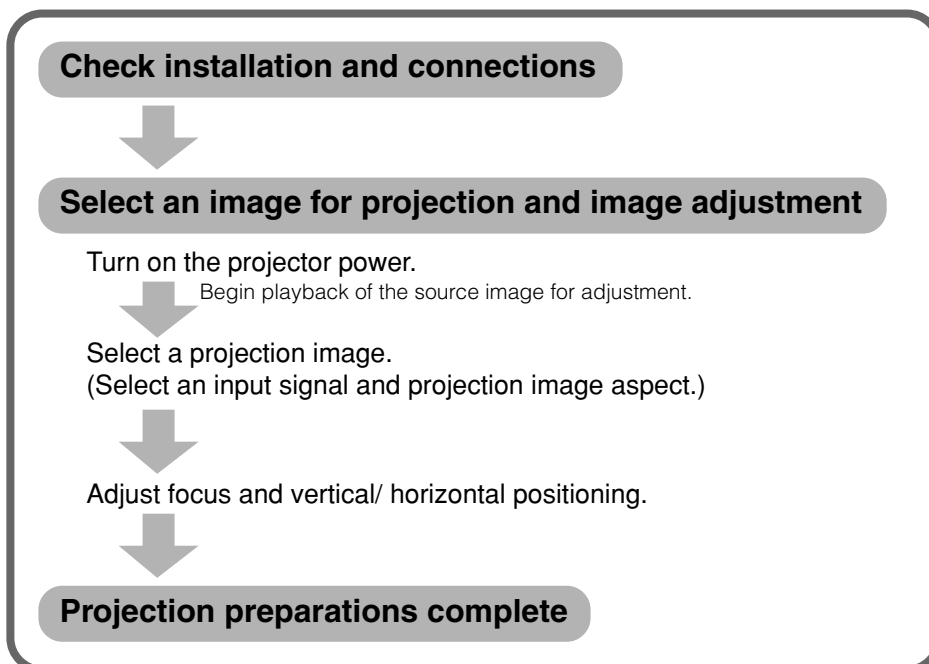 Check installation and connections
Select an image for projection and image adjustment
Turn on the projector power.
Begin playback of the source image for adjustment.
Select a projection image.
(Select an input signal and projection image aspect.)
Adjust focus and vertical/ horizontal positioning.
Projection preparations complete